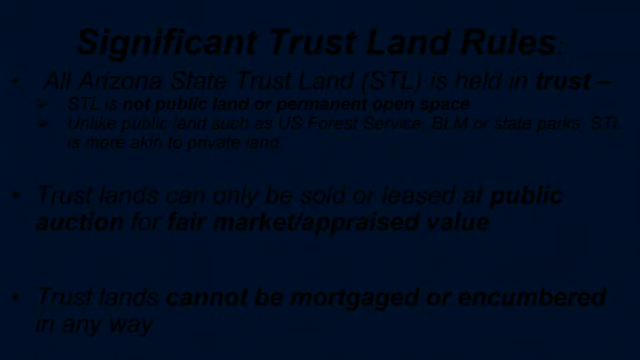 Significant Trust Land Rules:
• All Arizona State Trust Land (STL) is held in trust –
➢ STL is not public land or permanent open space
➢ Unlike public land such as US Forest Service, BLM or state parks, STL
is more akin to private land
• Trust lands can only be sold or leased at public
auction for fair market/appraised value
• Trust lands cannot be mortgaged or encumbered
in any way